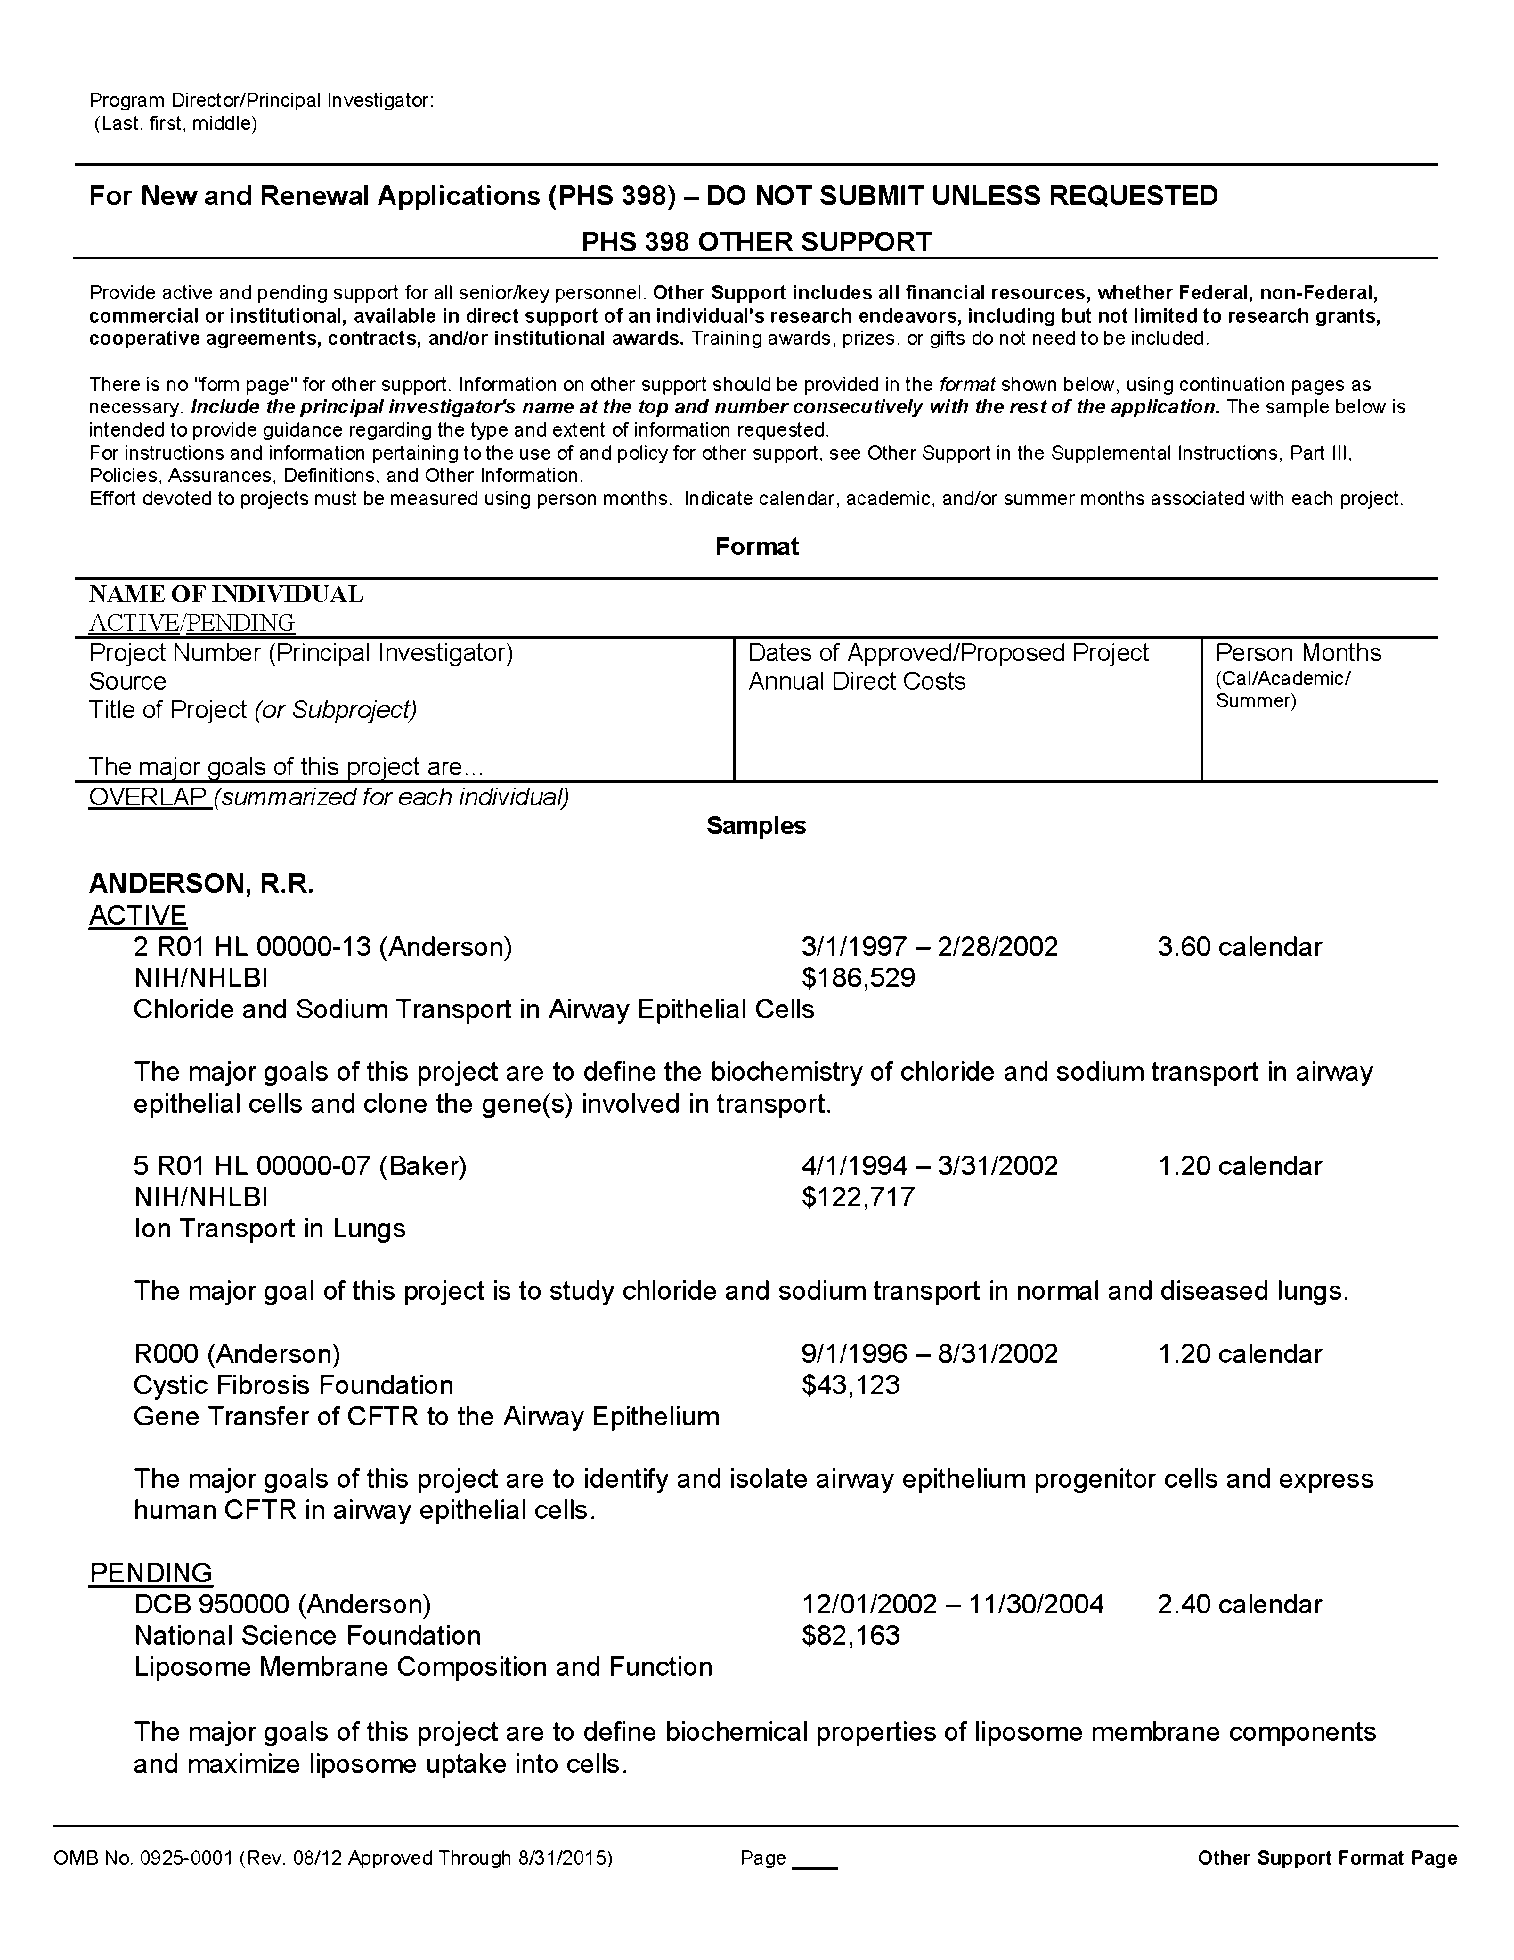 Program Director/Principal Investigator:
(Last. first, middle)
For New and Renewal Applications (PHS 398) – DO NOT SUBMIT UNLESS REQUESTED
PHS 398 OTHER SUPPORT
Provide active and pending support for all senior/key personnel. Other Support includes all financial resources, whether Federal, non-Federal,
commercial or institutional, available in direct support of an individual's research endeavors, including but not limited to research grants,
cooperative agreements, contracts, and/or institutional awards. Training awards, prizes. or gifts do not need to be included.
There is no "form page" for other support. Information on other support should be provided in the format shown below, using continuation pages as
necessary. Include the principal investigator's name at the top and number consecutively with the rest of the application. The sample below is
intended to provide guidance regarding the type and extent of information requested.
For instructions and information pertaining to the use of and policy for other support, see Other Support in the Supplemental Instructions, Part III,
Policies, Assurances, Definitions, and Other Information.
Effort devoted to projects must be measured using person months. Indicate calendar, academic, and/or summer months associated with each project.
Format
NAME OF INDIVIDUAL
ACTIVE/PENDING
Project Number (Principal Investigator) Dates of Approved/Proposed Project Person Months
Source Annual Direct Costs (Cal/Academic/
Title of Project (or Subproject) Summer)
The major goals of this project are…
OVERLAP (summarized for each individual)
Samples
ANDERSON, R.R.
ACTIVE
2 R01 HL 00000-13 (Anderson) 3/1/1997 – 2/28/2002 3.60 calendar
NIH/NHLBI $186,529
Chloride and Sodium Transport in Airway Epithelial Cells
The major goals of this project are to define the biochemistry of chloride and sodium transport in airway
epithelial cells and clone the gene(s) involved in transport.
5 R01 HL 00000-07 (Baker) 4/1/1994 – 3/31/2002 1.20 calendar
NIH/NHLBI $122,717
Ion Transport in Lungs
The major goal of this project is to study chloride and sodium transport in normal and diseased lungs.
R000 (Anderson) 9/1/1996 – 8/31/2002 1.20 calendar
Cystic Fibrosis Foundation $43,123
Gene Transfer of CFTR to the Airway Epithelium
The major goals of this project are to identify and isolate airway epithelium progenitor cells and express
human CFTR in airway epithelial cells.
PENDING
DCB 950000 (Anderson) 12/01/2002 – 11/30/2004 2.40 calendar
National Science Foundation $82,163
Liposome Membrane Composition and Function
The major goals of this project are to define biochemical properties of liposome membrane components
and maximize liposome uptake into cells.
OMB No. 0925-0001 (Rev. 08/12 Approved Through 8/31/2015) Page ____ Other Support Format Page